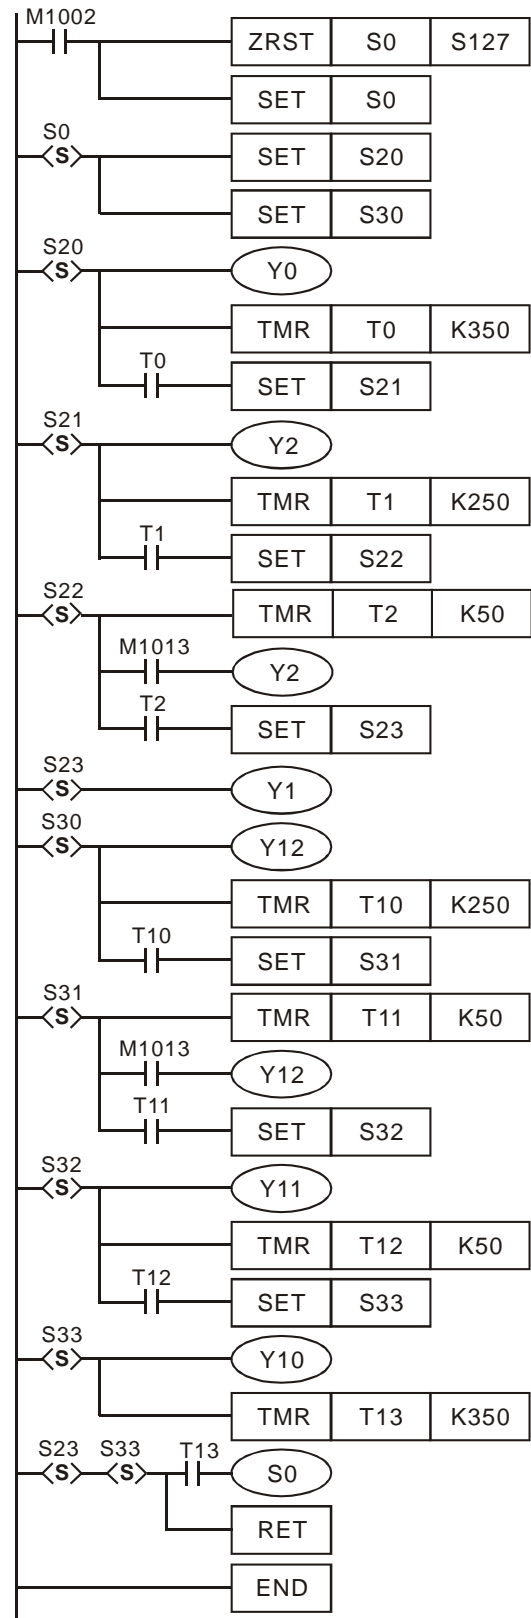 M1002
ZRST S0 S127
SET S0
S0
S SET S20
SET S30
S20
S Y0
TMR T0 K350
T0
SET S21
S21
S Y2
TMR T1 K250
T1
SET S22
S22
S TMR T2 K50
M1013
Y2
T2
SET S23
S23
S Y1
S30
S Y12
TMR T10 K250
T10
SET S31
S31
S TMR T11 K50
M1013
Y12
T11
SET S32
S32
S Y11
TMR T12 K50
T12
SET S33
S33
S Y10
TMR T13 K350
S23 S33 T13
S S S0
RET
END